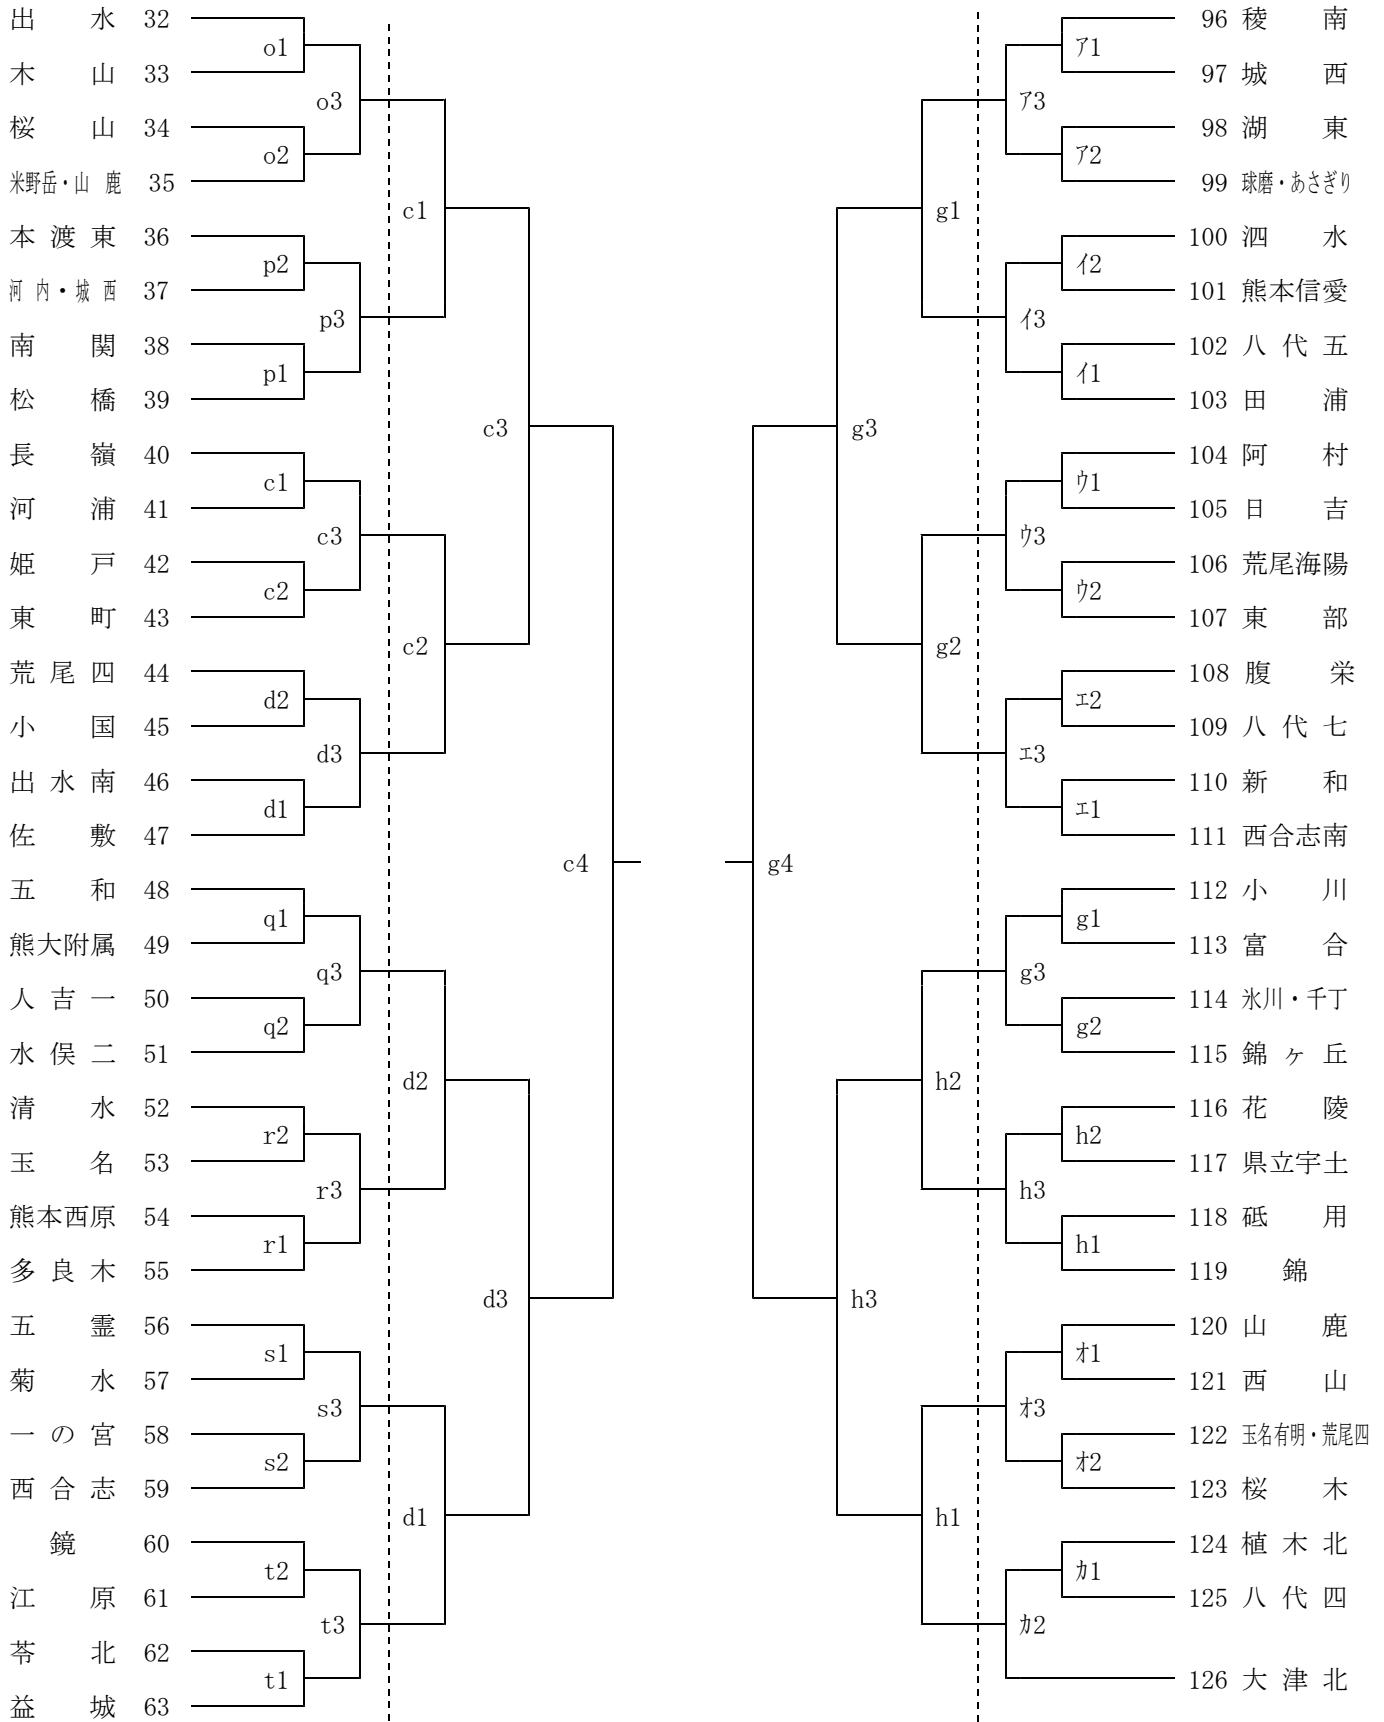 出水 32
o1
木山 33
o3
桜山 34
o2
米野岳・山鹿 35
c1
本渡東 36
p2
河内・城西 37
p3
南関 38
p1
松橋 39
c3
長嶺 40
c1
河浦 41
c3
姫戸 42
c2
東町 43
c2
荒尾四 44
d2
小国 45
d3
出水南 46
d1
佐敷 47
c4
五和 48
q1
熊大附属 49
q3
人吉一 50
q2
水俣二 51
d2
清水 52
r2
玉名 53
r3
熊本西原 54
r1
多良木 55
d3
五霊 56
s1
菊水 57
s3
一の宮 58
s2
西合志 59
d1
鏡 60
t2
江原 61
t3
苓北 62
t1
益城 63
96 稜南
ア1
97 城西
ア3
98 湖東
ア2
99 球磨・あさぎり
g1
100 泗水
イ2
101 熊本信愛
イ3
102 八代五
イ1
103 田浦
g3
104 阿村
ウ1
105 日吉
ウ3
106 荒尾海陽
ウ2
107 東部
g2
108 腹栄
エ2
109 八代七
エ3
110 新和
エ1
111 西合志南
g4
112 小川
g1
113 富合
g3
114 氷川・千丁
g2
115 錦ヶ丘
h2
116 花陵
h2
117 県立宇土
h3
118 砥用
h1
119 錦
h3
120 山鹿
オ1
121 西山
オ3
122 玉名有明・荒尾四
オ2
123 桜木
h1
124 植木北
カ1
125 八代四
カ2
126 大津北